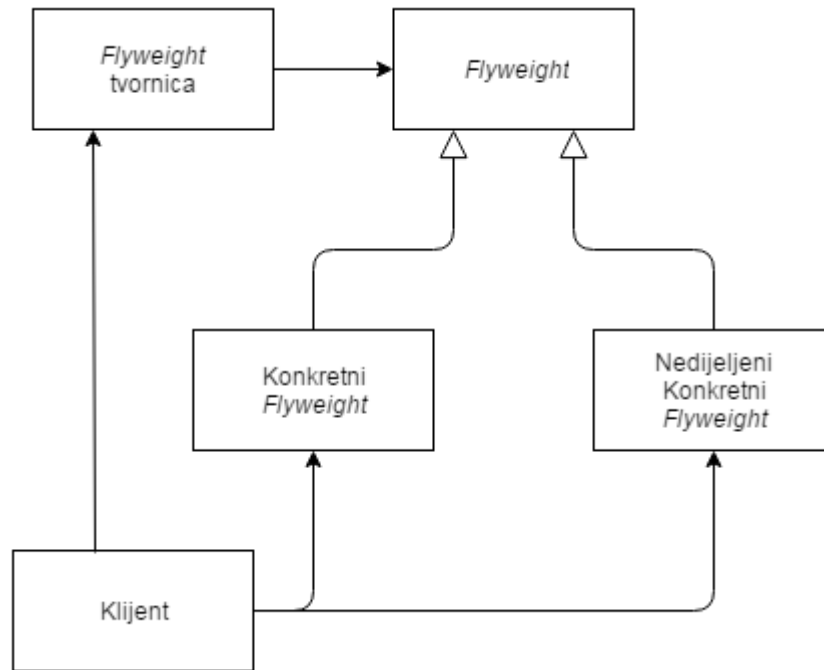 Flyweight
tvornica
Flyweight
Konkretni
Flyweight
Nedijeljeni
Konkretni
Flyweight
Klijent